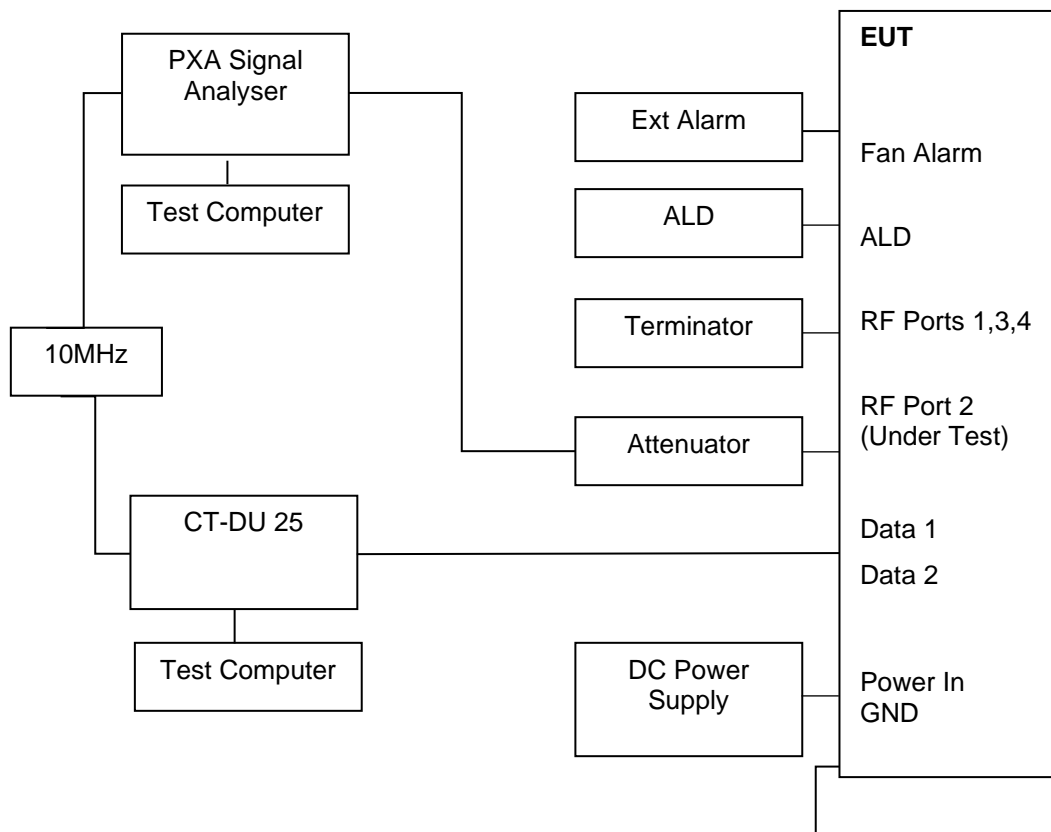 PXA Signal
Analyser
Test Computer
10MHz
CT-DU 25
Test Computer
Ext Alarm
ALD
Terminator
Attenuator
DC Power
Supply
EUT
Fan Alarm
ALD
RF Ports 1,3,4
RF Port 2
(Under Test)
Data 1
Data 2
Power In
GND